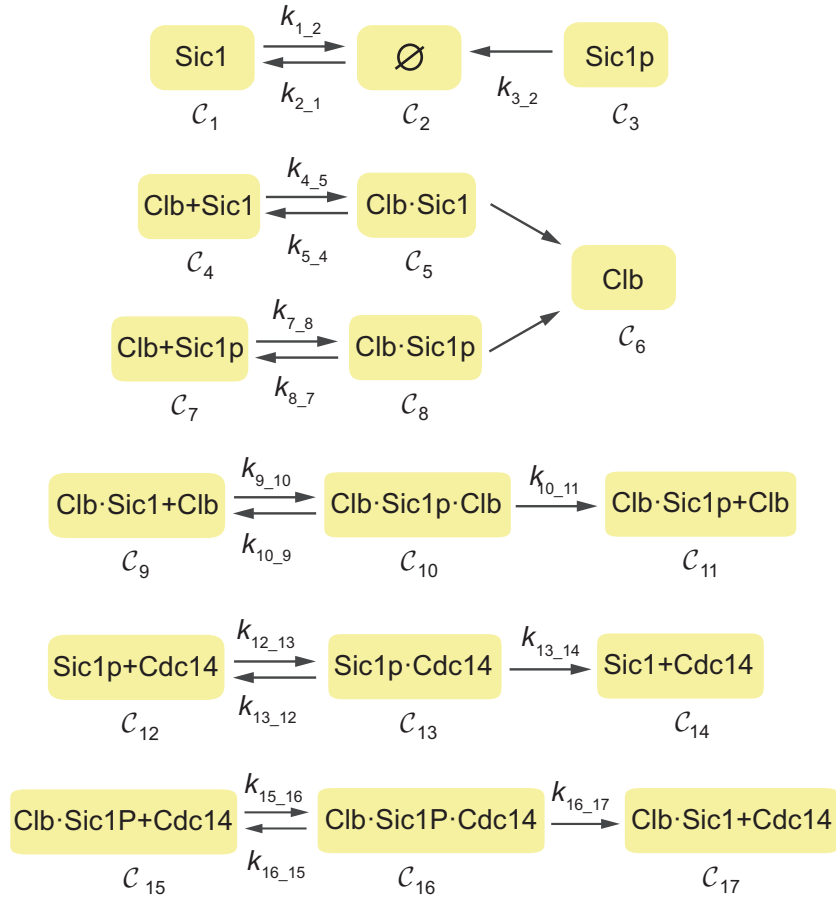 k1_2
Sic1 ∅ Sic1p
k2_1 k3_2
C1 C2 C3
k4_5
Clb+Sic1 Clb·Sic1
k5_4
C4 C5
Clb
C6
k7_8
Clb+Sic1p Clb·Sic1p
k8_7
C7 C8
k9_10 k10_11
Clb·Sic1+Clb Clb·Sic1p·Clb Clb·Sic1p+Clb
k10_9
C9 C10 C11
k12_13 k13_14
Sic1p+Cdc14 Sic1p·Cdc14 Sic1+Cdc14
k13_12
C12 C13 C14
k15_16 k16_17
Clb·Sic1P+Cdc14 Clb·Sic1P·Cdc14 Clb·Sic1+Cdc14
k16_15
C15 C16 C17